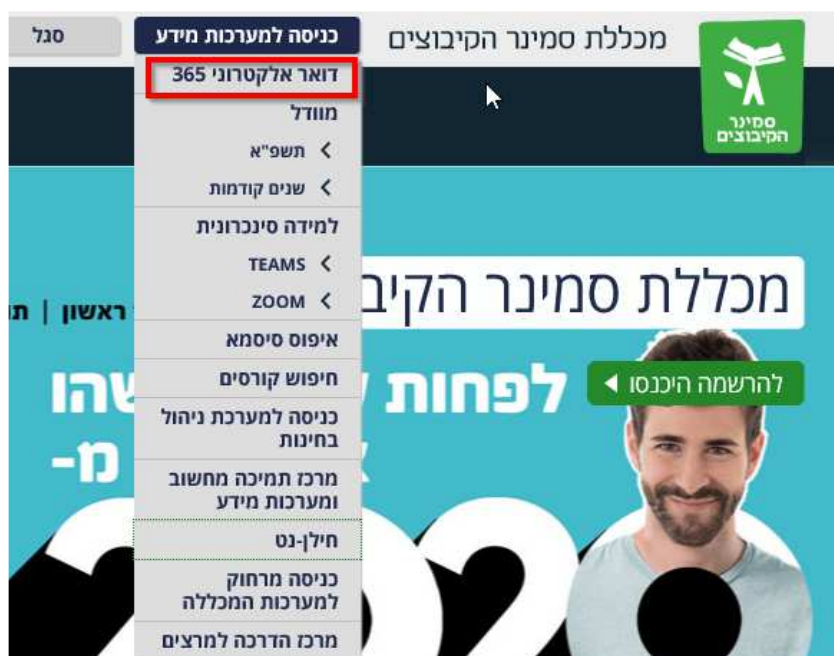 מכללת סמינר הקיבוצים
כניסה למערכות מידע
סגל
סמינר
הקיבוצים
דואר אלקטרוני 365
מוודל
תשפ"א
שנים קודמות
למידה סינכרונית
TEAMS
ZOOM
איפוס סיסמא
חיפוש קורסים
כניסה למערכת ניהול
בחינות
מרכז תמיכה מחשוב
ומערכות מידע
חילן-נט
כניסה מרחוק
למערכות המכללה
מרכז הדרכה למרצים
מכללת סמינר הקיב
ראשון |
להרשמה היכנסו
לפחות
מ-
2020